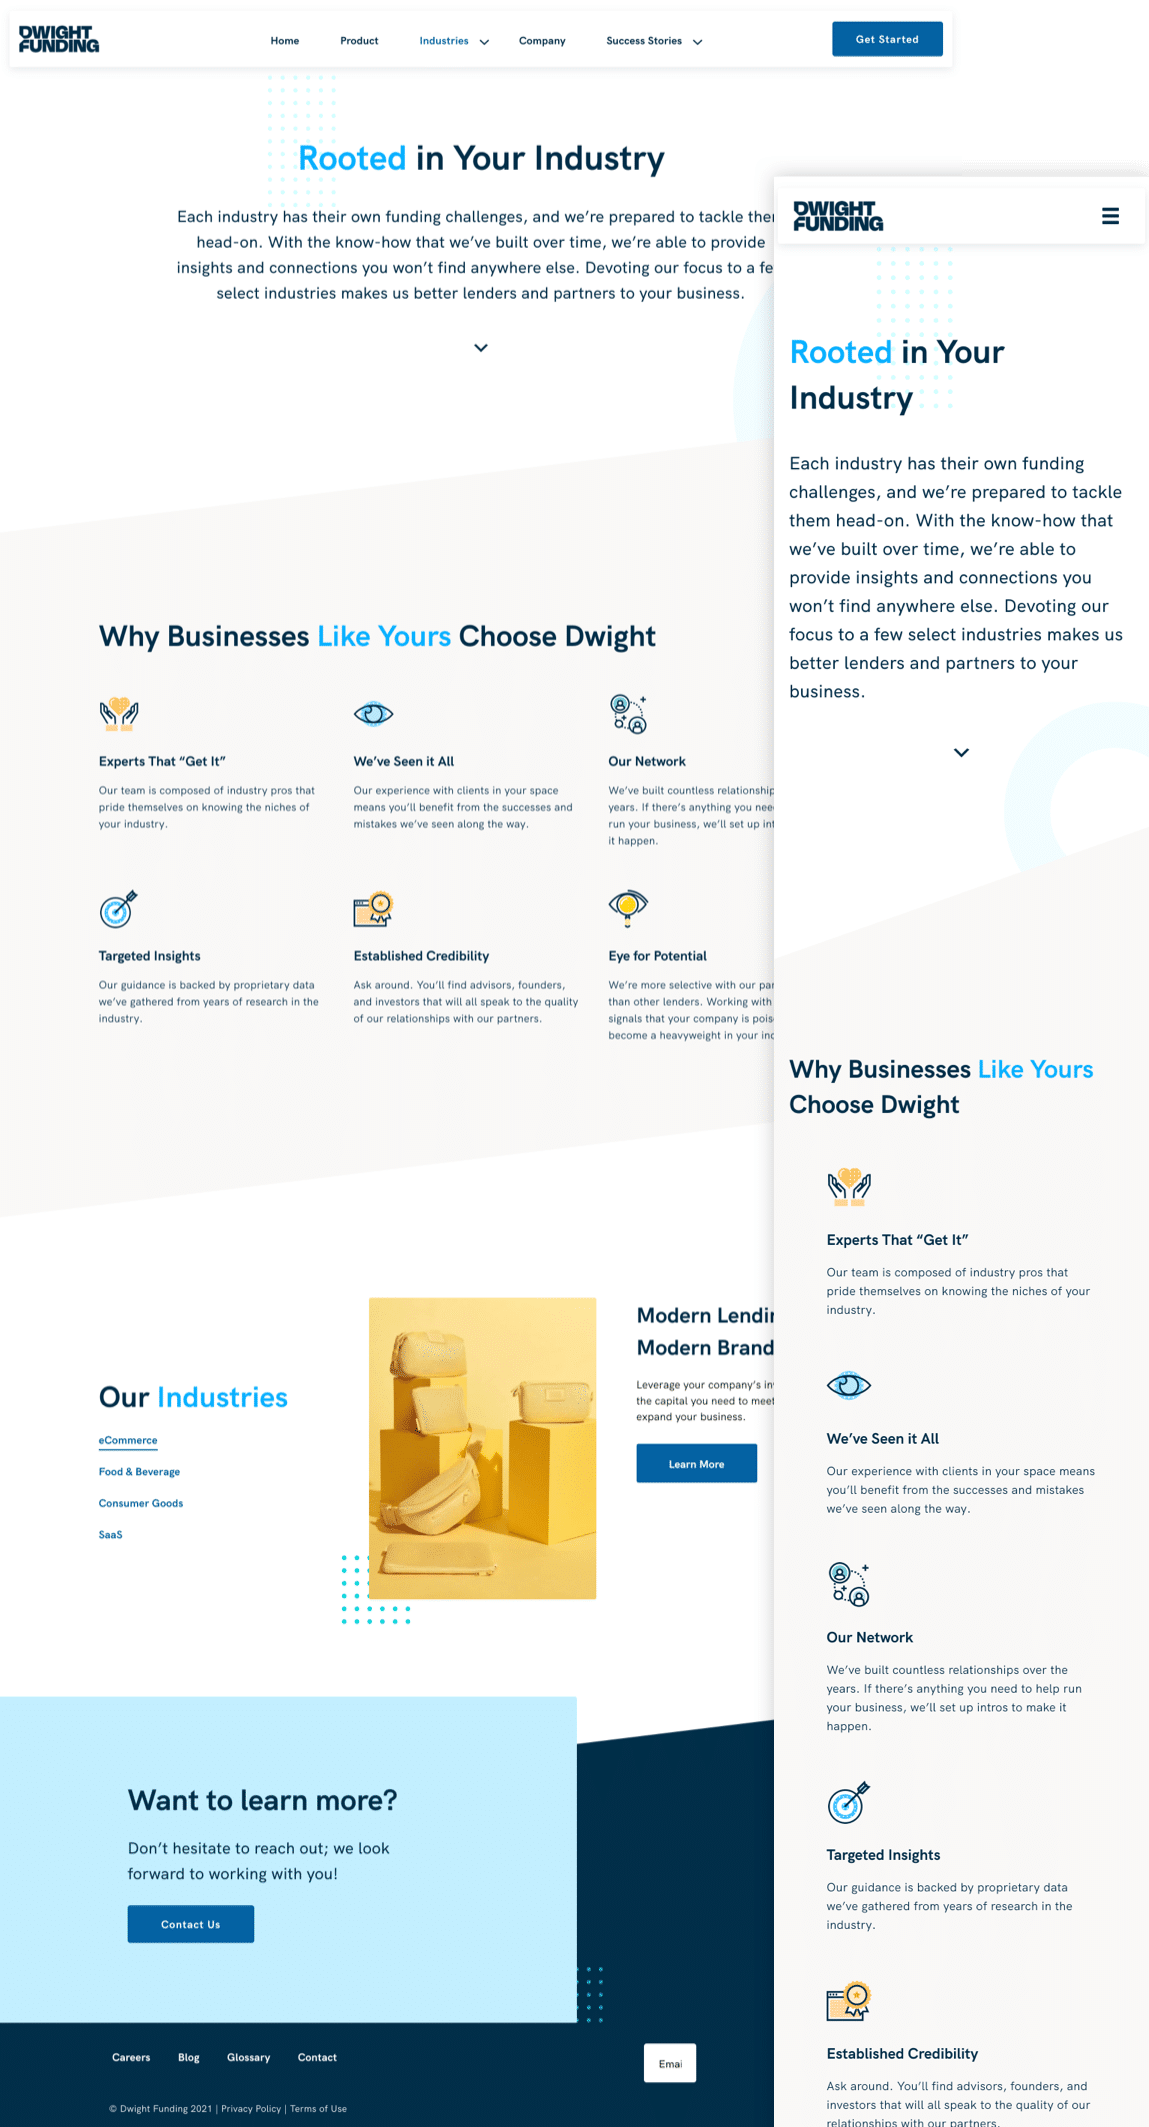 DWIGHT
FUNDING
Home
Product
Industries
Company
Success Stories
Get Started
Rooted in Your Industry
Each industry has their own funding challenges, and we're prepared to tackle
head-on. With the know-how that we've built over time, we're able to provide
insights and connections you won't find anywhere else. Devoting our focus to a
select industries makes us better lenders and partners to your business.
Why Businesses Like Yours Choose Dwight
Experts That “Get It”
Our team is composed of industry pros that
pride themselves on knowing the niches of
your industry.
We've Seen it All
Our experience with clients in your space
means you'll benefit from the successes and
mistakes we've seen along the way.
Our Network
We've built countless relationship
years. If there's anything you
run your business, we'll set up
it happen.
Targeted Insights
Our guidance is backed by proprietary data
we've gathered from years of research in the
industry.
Established Credibility
Ask around. You'll find advisors, founders,
and investors that will all speak to the quality
of our relationships with our partners.
Eye for Potential
We're more selective with our
than other lenders. Working with
signals that your company is
become a heavyweight in your
Our Industries
eCommerce
Food & Beverage
Consumer Goods
SaaS
Modern
Modern Brand
Leverage your company's
the capital you need to meet
expand your business.
Learn More
Want to learn more?
Don't hesitate to reach out; we look
forward to working with you!
Contact Us
Careers
Blog
Glossary
Contact
Emai
© Dwight Funding 2021 | Privacy Policy | Terms of Use
DWIGHT
FUNDING
Rooted in Your
Industry
Each industry has their own funding
challenges, and we're prepared to tackle
them head-on. With the know-how that
we've built over time, we're able to
provide insights and connections you
won't find anywhere else. Devoting our
focus to a few select industries makes us
better lenders and partners to your
business.
Why Businesses Like Yours
Choose Dwight
Experts That “Get It”
Our team is composed of industry pros that
pride themselves on knowing the niches of your
industry.
We've Seen it All
Our experience with clients in your space means
you'll benefit from the successes and mistakes
we've seen along the way.
Our Network
We've built countless relationships over the
years. If there's anything you need to help run
your business, we'll set up intros to make it
happen.
Targeted Insights
Our guidance is backed by proprietary data
we've gathered from years of research in the
industry.
Established Credibility
Ask around. You'll find advisors, founders, and
investors that will all speak to the quality of our
relationships with our partners.